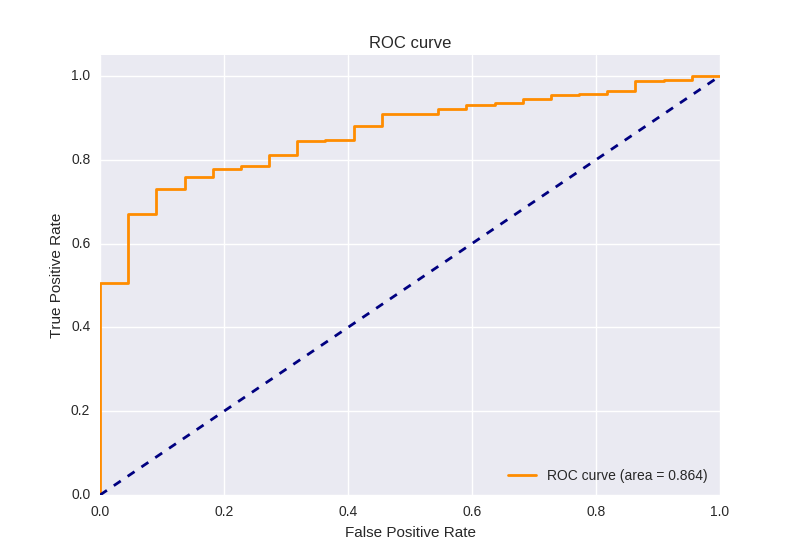 ROC curve
1.0
0.8
0.6
0.4
0.2
0.0
True Positive Rate
ROC curve (area = 0.864)
0.0 0.2 0.4 0.6 0.8 1.0
False Positive Rate